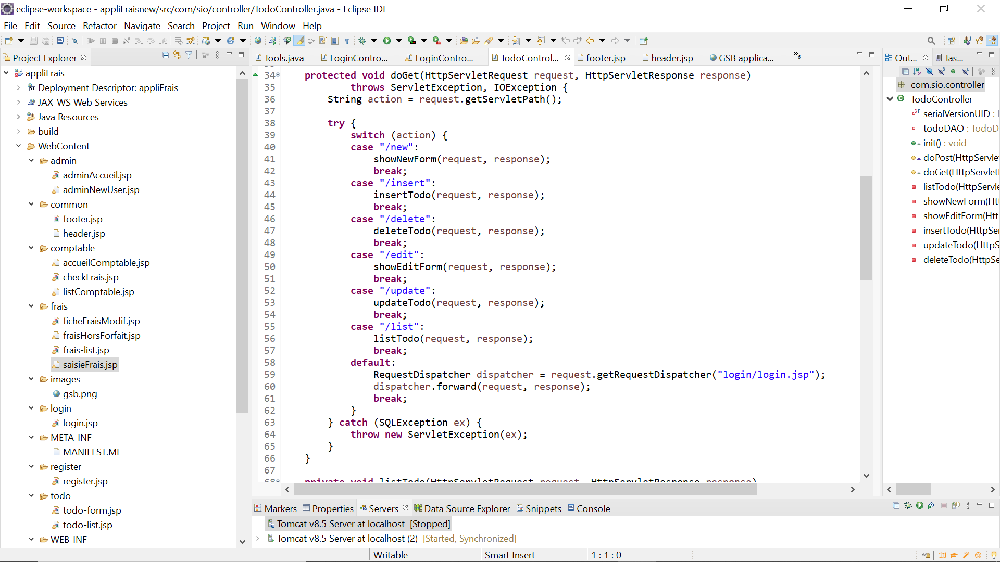 eclipse-workspace - appliFraisnew/src/com/sio/controller/TodoController.java - Eclipse IDE
File Edit Source Refactor Navigate Search Project Run Window Help
Project Explorer
appliFrais
Deployment Descriptor: appliFrais
JAX-WS Web Services
Java Resources
build
WebContent
admin
adminAccueil.jsp
adminNewUser.jsp
common
footer.jsp
header.jsp
comptable
accueilComptable.jsp
checkFrais.jsp
listComptable.jsp
frais
ficheFraisModif.jsp
fraisHorsForfait.jsp
frais-list.jsp
saisieFrais.jsp
images
gsb.png
login
login.jsp
META-INF
MANIFEST.MF
register
register.jsp
todo
todo-form.jsp
todo-list.jsp
WEB-INF
Tools.java LoginContro... LoginContro... TodoControl... footer.jsp header.jsp GSB applica... »6
34 protected void doGet(HttpServletRequest request, HttpServletResponse response)
35 throws ServletException, IOException {
36 String action = request.getServletPath();
37
38 try {
39 switch (action) {
40 case "/new":
41 showNewForm(request, response);
42 break;
43 case "/insert":
44 insertTodo(request, response);
45 break;
46 case "/delete":
47 deleteTodo(request, response);
48 break;
49 case "/edit":
50 showEditForm(request, response);
51 break;
52 case "/update":
53 updateTodo(request, response);
54 break;
55 case "/list":
56 listTodo(request, response);
57 break;
58 default:
59 RequestDispatcher dispatcher = request.getRequestDispatcher("login/login.jsp");
60 dispatcher.forward(request, response);
61 break;
62 }
63 } catch (SQLException ex) {
64 throw new ServletException(ex);
65 }
66 }
67
68 private void listTodo(HttpServletRequest request, HttpServletResponse response)
Out... Tas...
com.sio.controller
TodoController
serialVersionUID : l
todoDAO : TodoD
init() : void
doPost(HttpServle
doGet(HttpServletl
listTodo(HttpServle
showNewForm(Htt
showEditForm(Http
insertTodo(HttpSer
updateTodo(HttpS
deleteTodo(HttpSe
Markers Properties Servers Data Source Explorer Snippets Console
Tomcat v8.5 Server at localhost [Stopped]
Tomcat v8.5 Server at localhost (2) [Started, Synchronized]
Writable Smart Insert 1 : 1 : 0